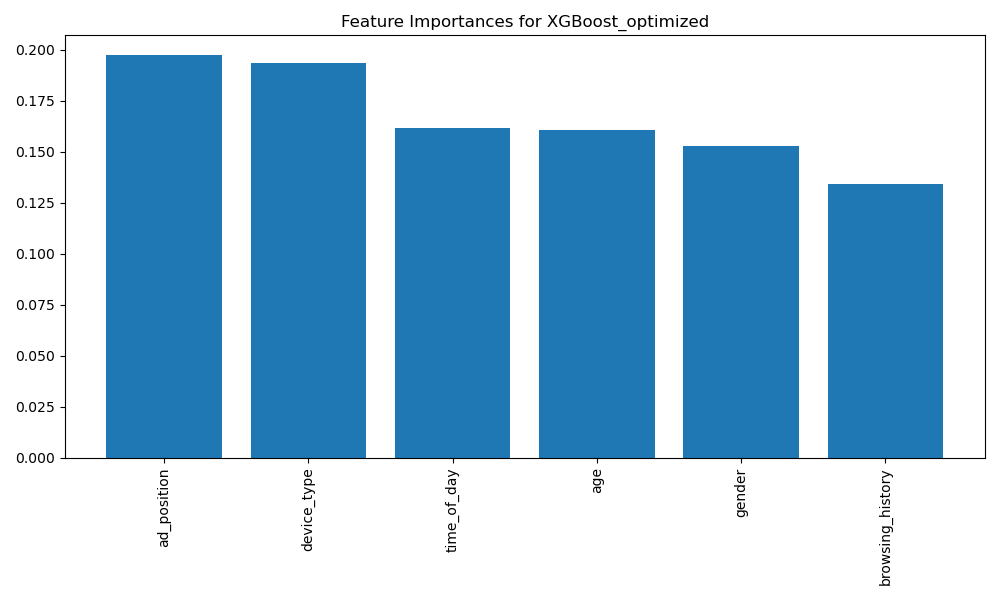 Feature Importances for XGBoost_optimized
0.200
0.175
0.150
0.125
0.100
0.075
0.050
0.025
0.000
ad_position
device_type
time_of_day
age
gender
browsing_history